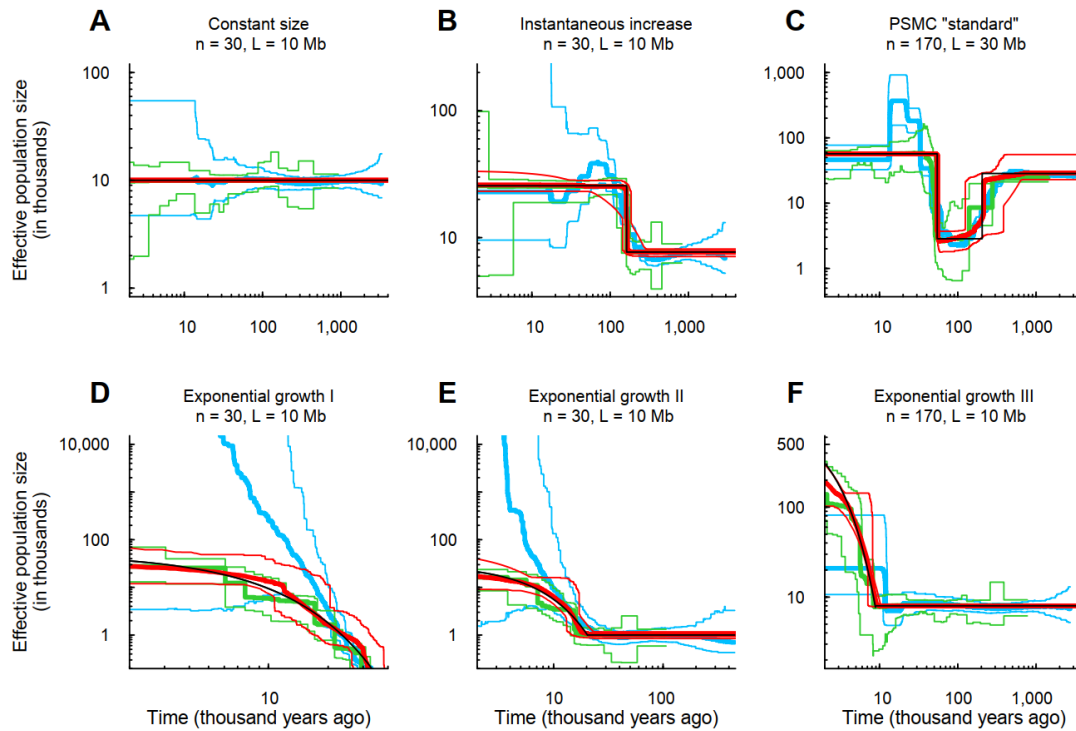 A
Constant size
n = 30, L = 10 Mb
B
Instantaneous increase
n = 30, L = 10 Mb
C
PSMC "standard"
n = 170, L = 30 Mb
Effective population size
(in thousands)
100
10
1
10 100 1,000
100
10
10 100 1,000
1,000
100
10
1
10 100 1,000
D
Exponential growth I
n = 30, L = 10 Mb
E
Exponential growth II
n = 30, L = 10 Mb
F
Exponential growth III
n = 170, L = 10 Mb
Effective population size
(in thousands)
10,000
100
1
10
Time (thousand years ago)
10,000
100
1
10 100
Time (thousand years ago)
500
100
10
10 100 1,000
Time (thousand years ago)